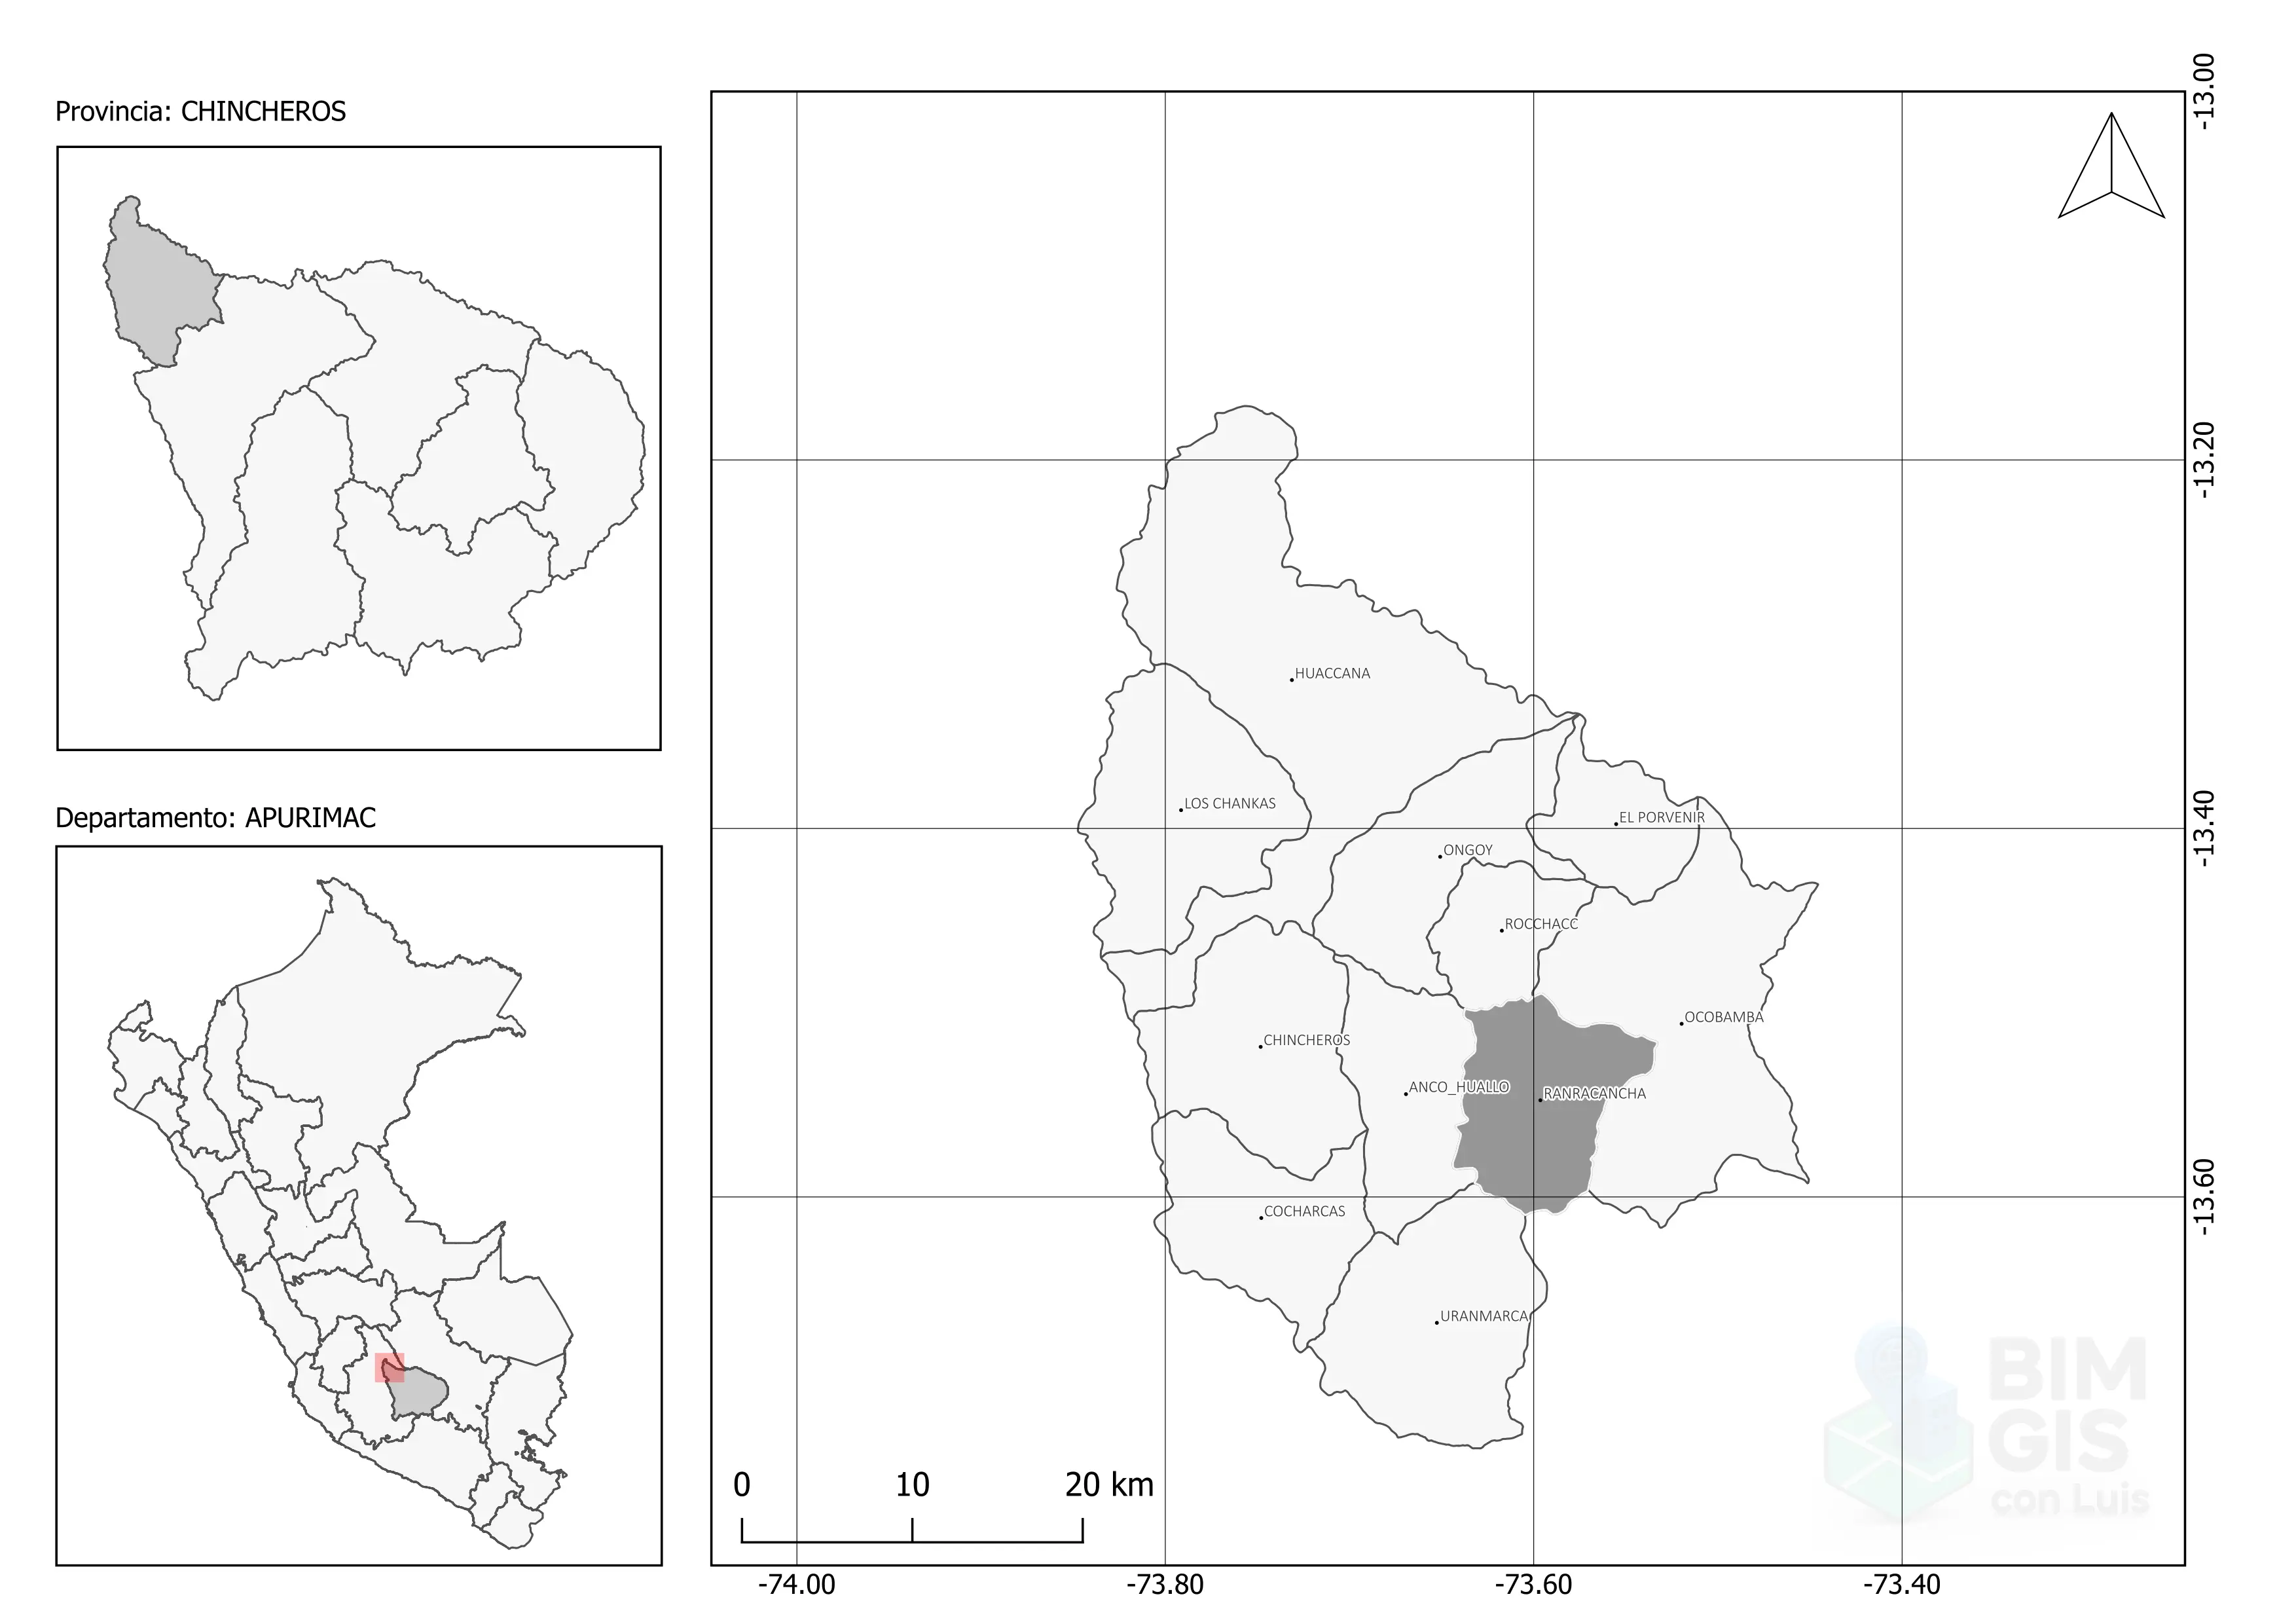 Provincia: CHINCHEROS
Departamento: APURIMAC
HUACCANA
LOS CHANKAS
EL PORVENIR
ONGOY
ROCCHACC
OCOBAMBA
CHINCHEROS
ANCO_HUALLO
RANRACANCHA
COCHARCAS
URANMARCA
0 10 20 km
-74.00 -73.80 -73.60 -73.40
-13.00
-13.20
-13.40
-13.60
BIM
GIS
con Luis